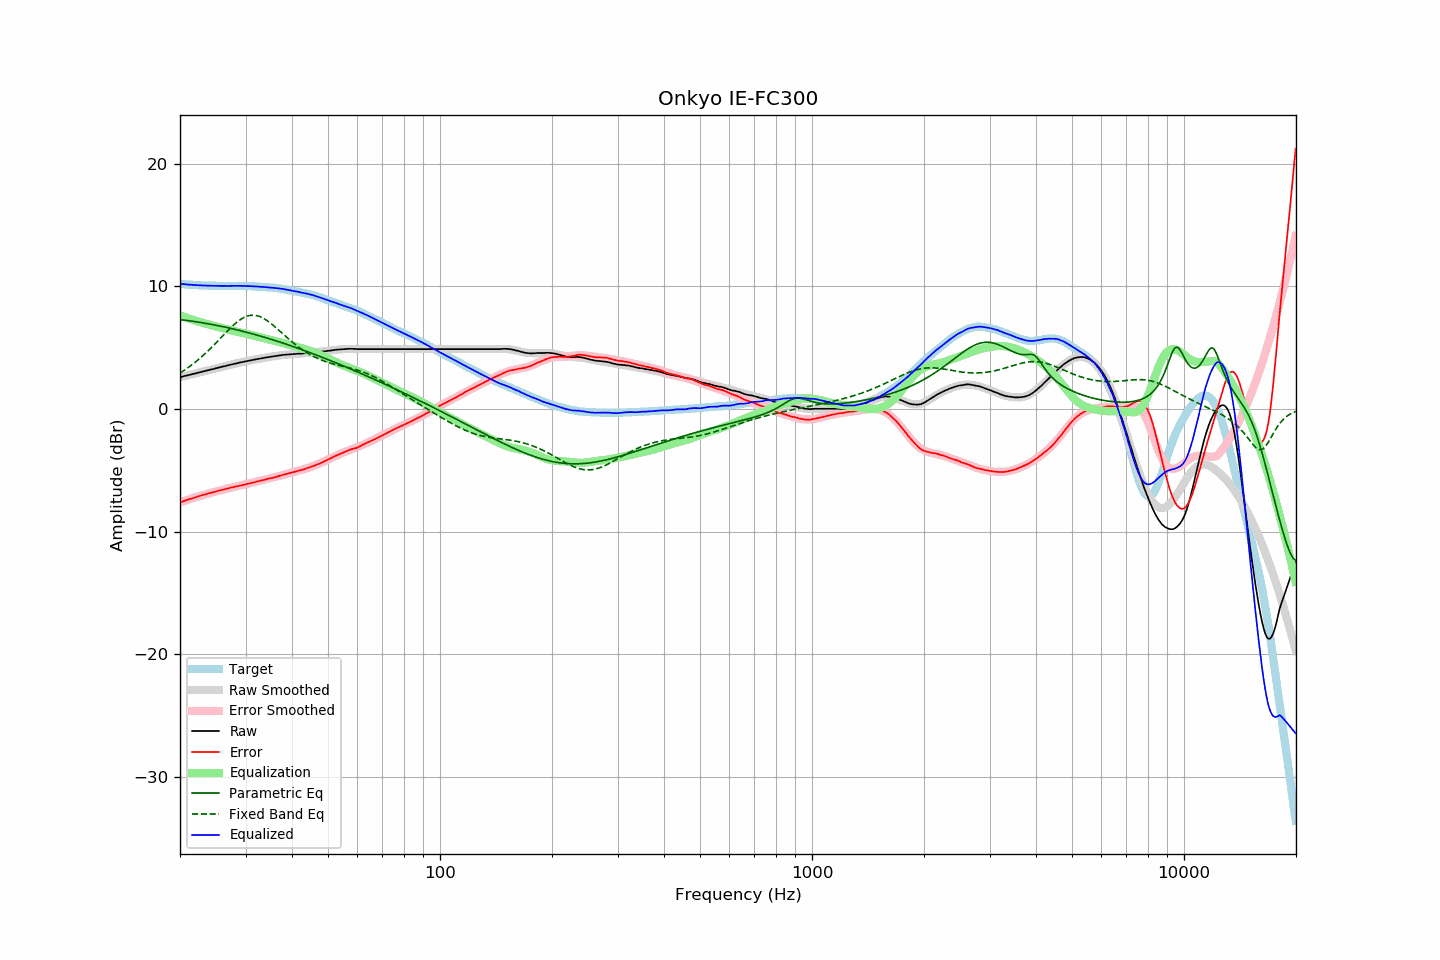 Onkyo IE-FC300
Amplitude (dBr)
20
10
0
−10
−20
−30
Target
Raw Smoothed
Error Smoothed
Raw
Error
Equalization
Parametric Eq
Fixed Band Eq
Equalized
100
1000
10000
Frequency (Hz)